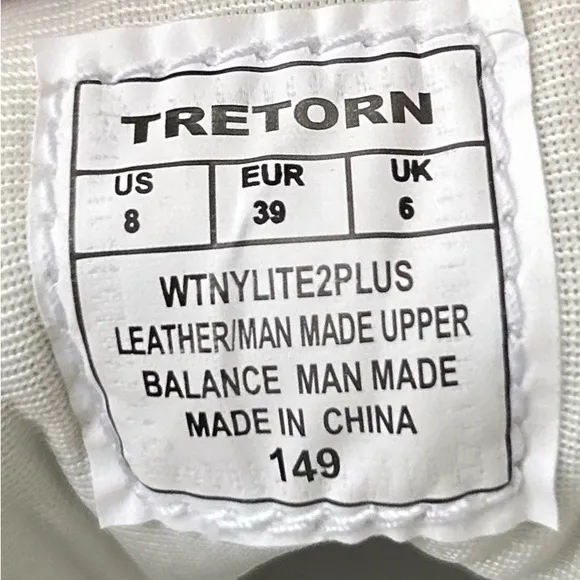 TRETORN
US EUR UK
8 39 6
WTNYLITE2PLUS
LEATHER/MAN MADE UPPER
BALANCE MAN MADE
MADE IN CHINA
149